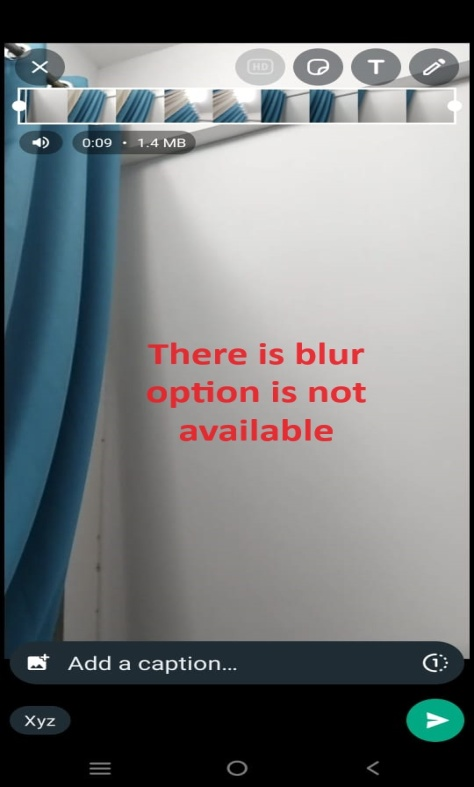 HD T
0:09 • 1.4 MB
There is blur
option is not
available
Add a caption...
1
Xyz